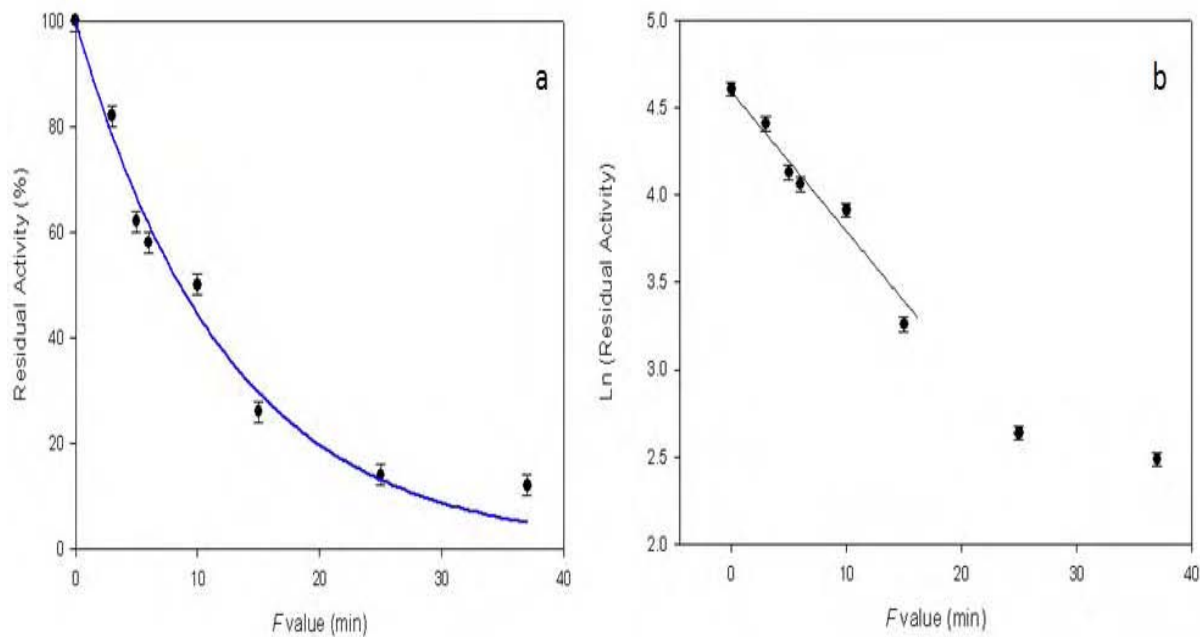 a
Residual Activity (%)
100
80
60
40
20
0
0 10 20 30 40
F value (min)
b
Ln (Residual Activity)
5.0
4.5
4.0
3.5
3.0
2.5
2.0
0 10 20 30 40
F value (min)